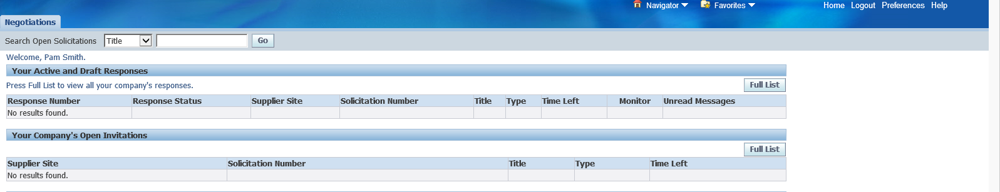 Navigator Favorites Home Logout Preferences Help
Negotiations
Search Open Solicitations Title Go
Welcome, Pam Smith.
Your Active and Draft Responses
Press Full List to view all your company's responses. Full List
Response Number Response Status Supplier Site Solicitation Number Title Type Time Left Monitor Unread Messages
No results found.
Your Company's Open Invitations
Full List
Supplier Site Solicitation Number Title Type Time Left
No results found.